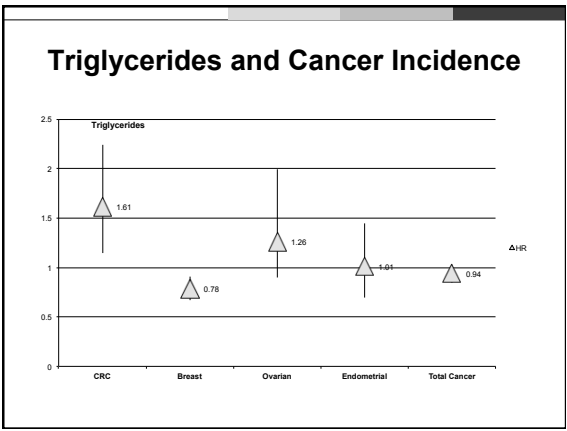 Triglycerides and Cancer Incidence
Triglycerides
2.5
2
1.5
1
0.5
0
1.61
0.78
1.26
1.01
0.94
HR
CRC Breast Ovarian Endometrial Total Cancer